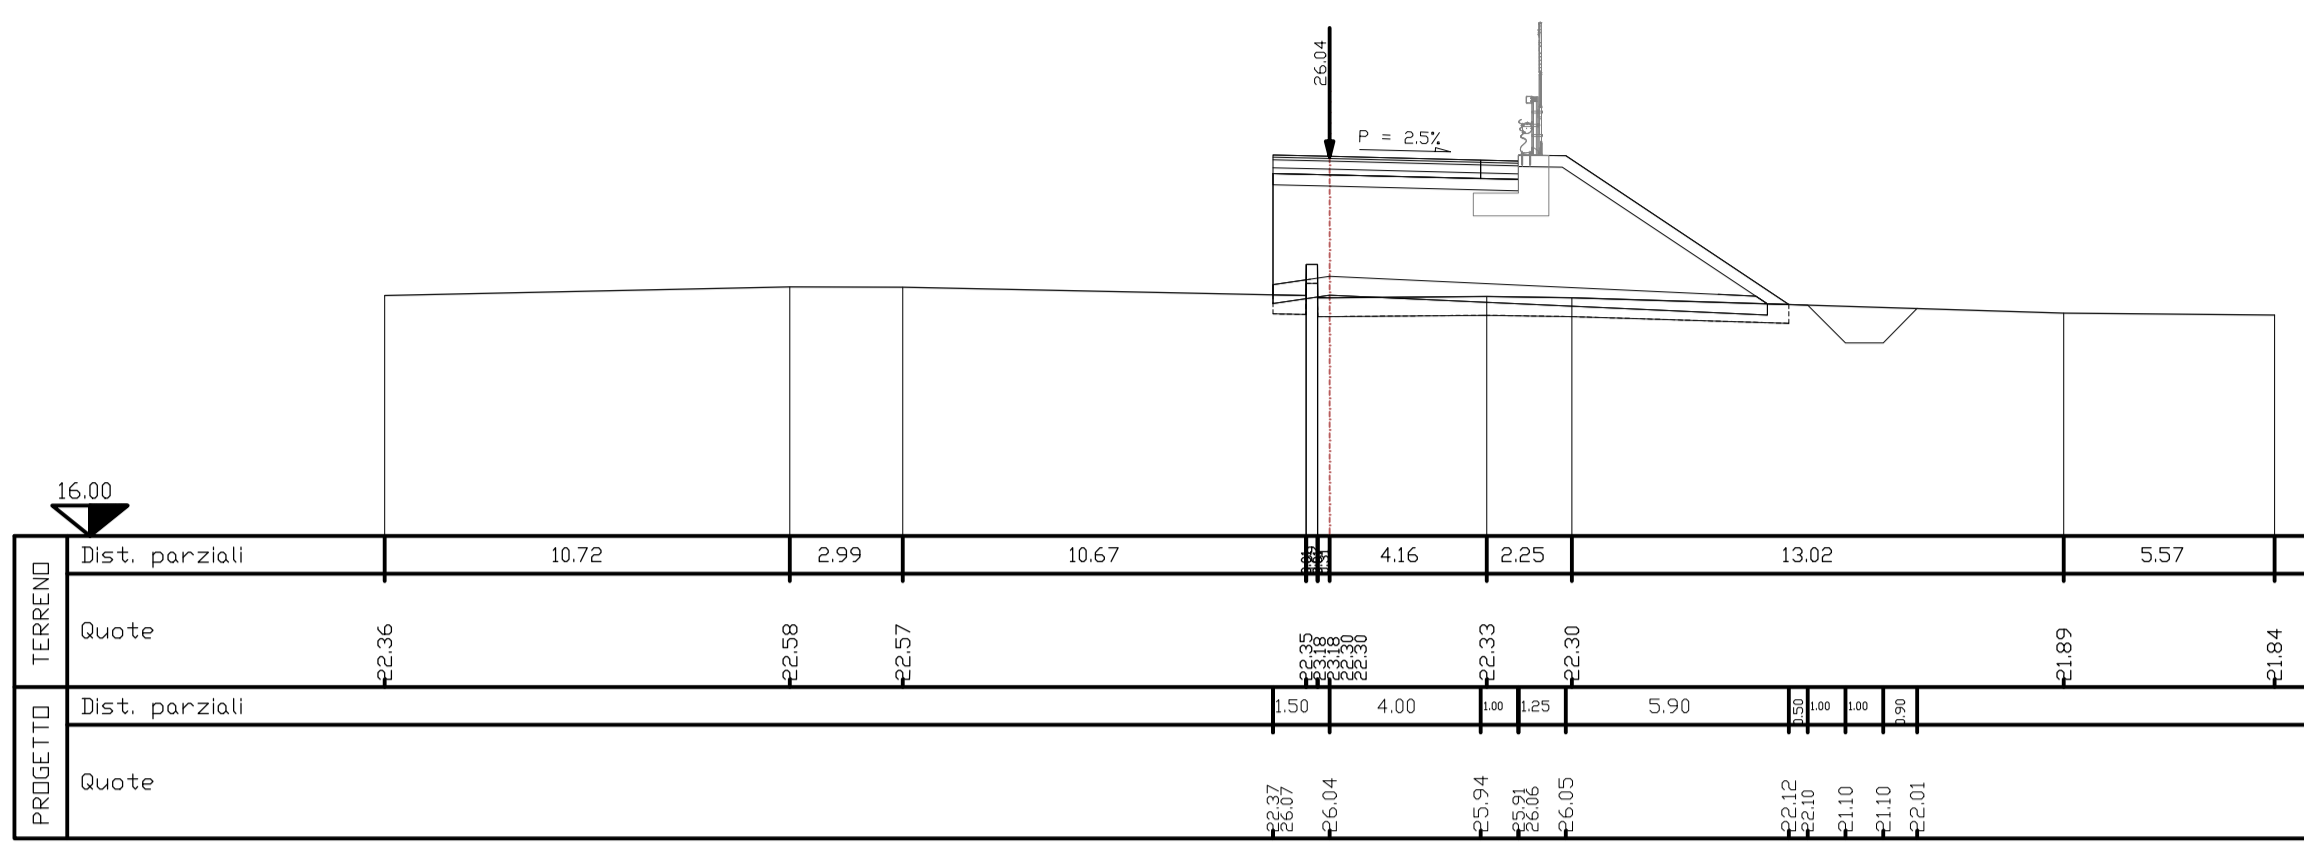 26.04
P = 2.5%
16.00
TERRENO
Dist. parziali 10.72 2.99 10.67 4.16 2.25 13.02 5.57
Quote 22.36 22.58 22.57 22.35 23.18 23.18 22.30 22.30 22.33 22.30 21.89 21.84
PROGETTO
Dist. parziali 1.50 4.00 1.00 1.25 5.90 0.50 1.00 1.00 0.90
Quote 22.37 26.07 26.04 25.94 25.91 26.06 26.05 22.12 22.10 21.10 21.10 22.01